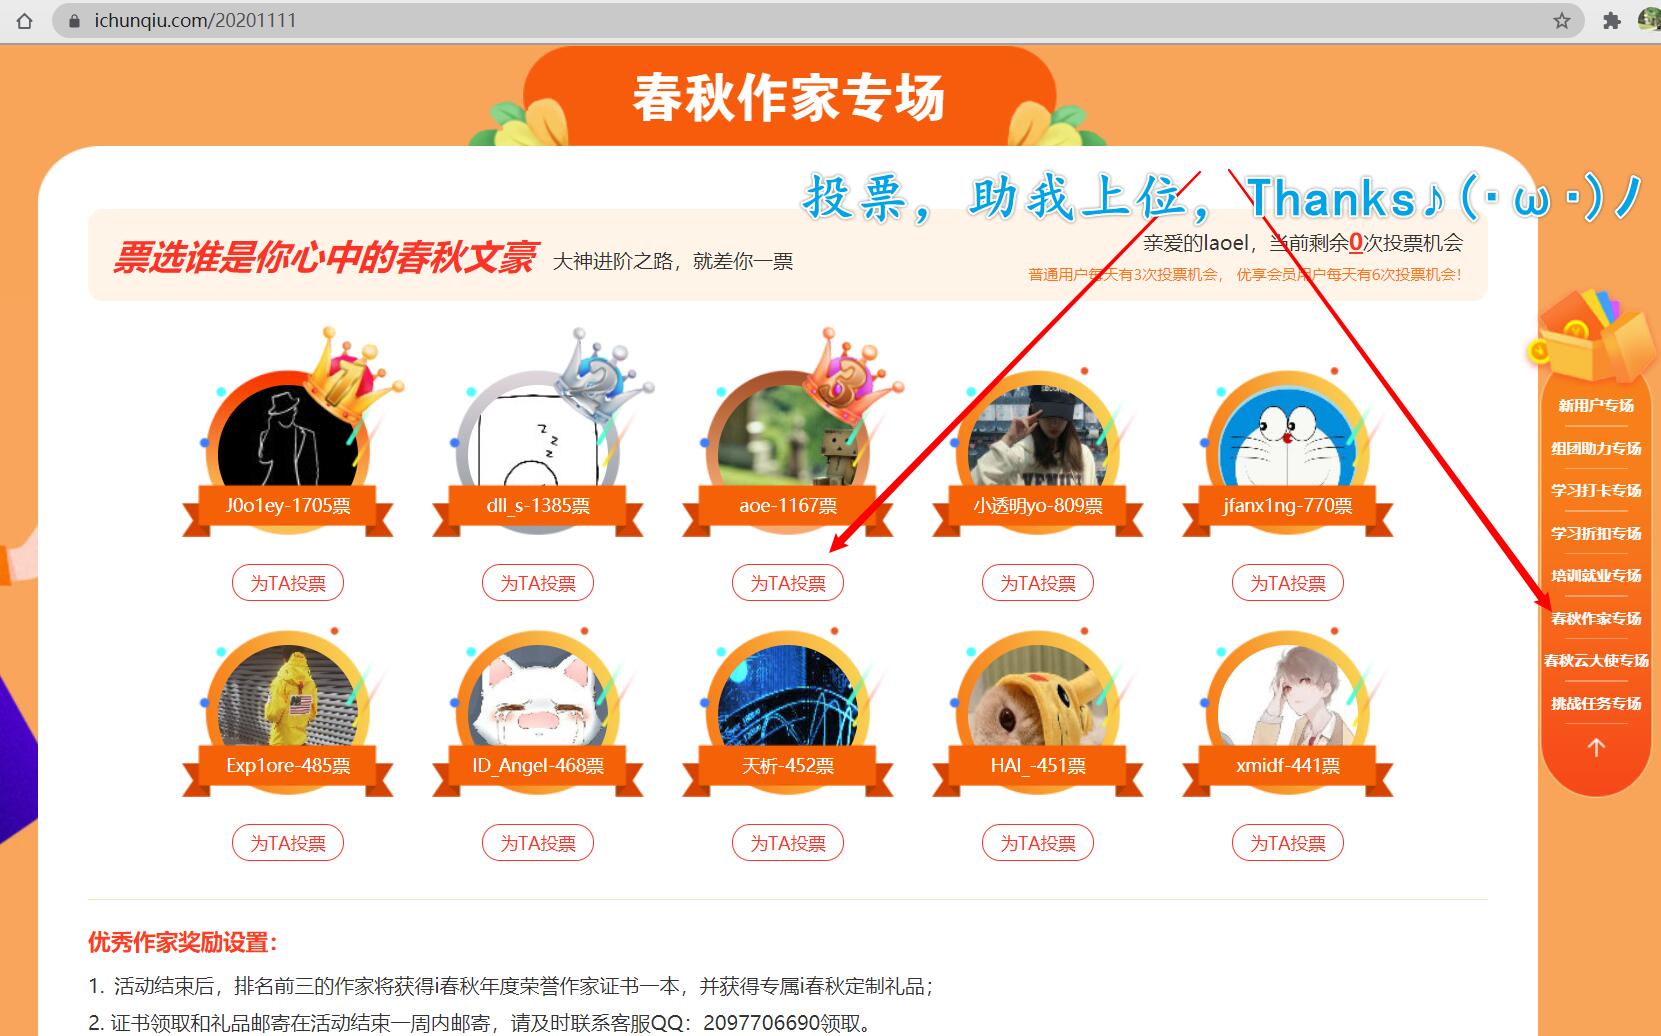 ichunqiu.com/20201111
春秋作家专场
投票，助我上位，Thanks♪(･ω･)ﾉ
票选谁是你心中的春秋文豪 大神进阶之路，就差你一票
亲爱的laoel，当前剩余0次投票机会
普通用户每天有3次投票机会， 优享会员用户每天有6次投票机会！
1
2
3
J0o1ey-1705票
dll_s-1385票
aoe-1167票
小透明yo-809票
jfanx1ng-770票
为TA投票
为TA投票
为TA投票
为TA投票
为TA投票
Exp1ore-485票
ID_Angel-468票
天析-452票
HAI_-451票
xmidf-441票
为TA投票
为TA投票
为TA投票
为TA投票
为TA投票
优秀作家奖励设置：
1. 活动结束后，排名前三的作家将获得i春秋年度荣誉作家证书一本，并获得专属i春秋定制礼品；
2. 证书领取和礼品邮寄在活动结束一周内邮寄，请及时联系客服QQ：2097706690领取。
新用户专场
组团助力专场
学习打卡专场
学习折扣专场
培训就业专场
春秋作家专场
春秋云大使专场
挑战任务专场